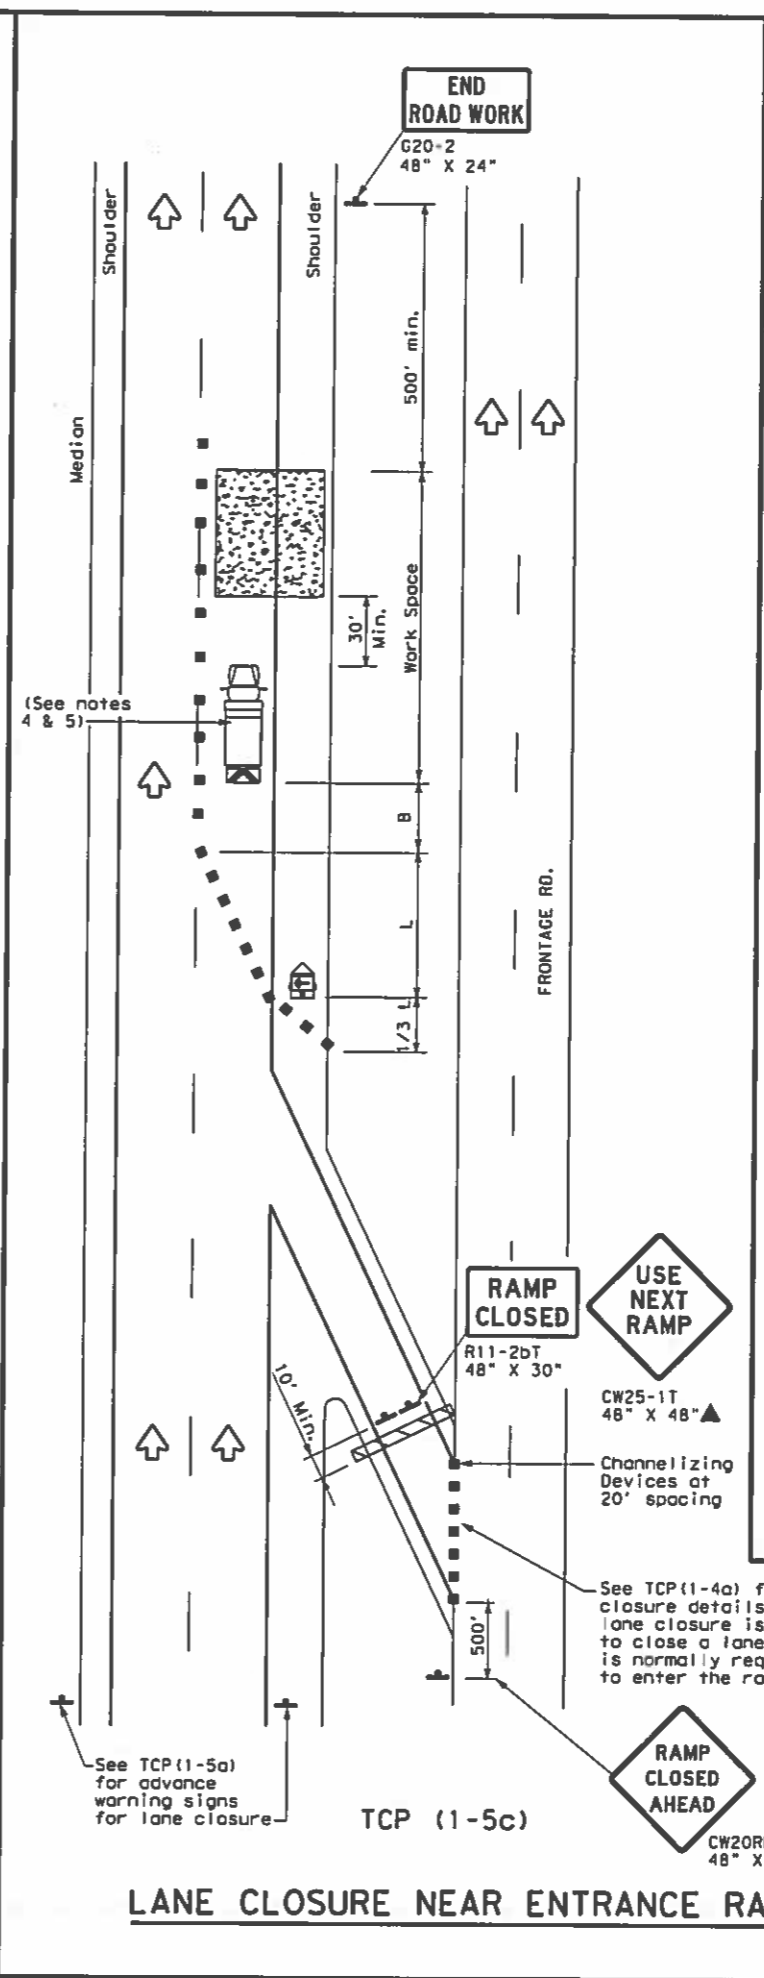 END
ROAD WORK
G20-2
48" X 24"
Shoulder
Shoulder
500' min.
Median
30'
Min.
Work Space
(See notes
4 & 5)
B
L
FRONTAGE RD.
1/3 L
RAMP
CLOSED
R11-2bT
48" X 30"
USE
NEXT
RAMP
CW25-1T
48" X 48"
10' Min.
Channelizing
Devices at
20' spacing
See TCP(1-4a) f
closure details
lane closure is
to close a lane
is normally req
to enter the ra
500'
See TCP(1-5a)
for advance
warning signs
for lane closure
RAMP
CLOSED
AHEAD
CW20R
48" X
TCP (1-5c)
LANE CLOSURE NEAR ENTRANCE RA